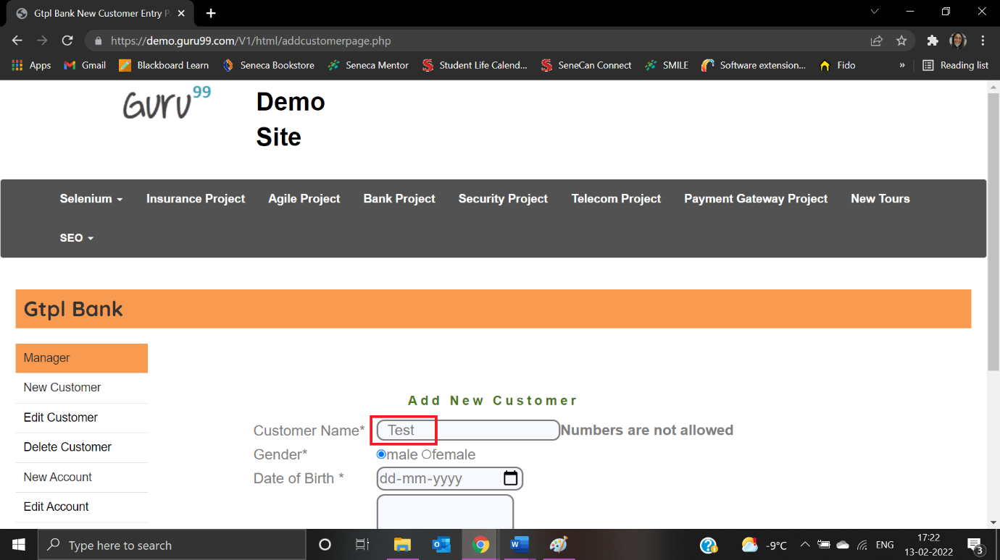 Gtpl Bank New Customer Entry P
https://demo.guru99.com/V1/html/addcustomerpage.php
Apps Gmail Blackboard Learn Seneca Bookstore Seneca Mentor Student Life Calend... SeneCan Connect SMILE Software extension... Fido » Reading list
Guru99
Demo
Site
Selenium Insurance Project Agile Project Bank Project Security Project Telecom Project Payment Gateway Project New Tours
SEO
Gtpl Bank
Manager
New Customer
Edit Customer
Delete Customer
New Account
Edit Account
Add New Customer
Customer Name* Test Numbers are not allowed
Gender* male female
Date of Birth * dd-mm-yyyy
Type here to search
-9°C ENG 17:22
13-02-2022 3